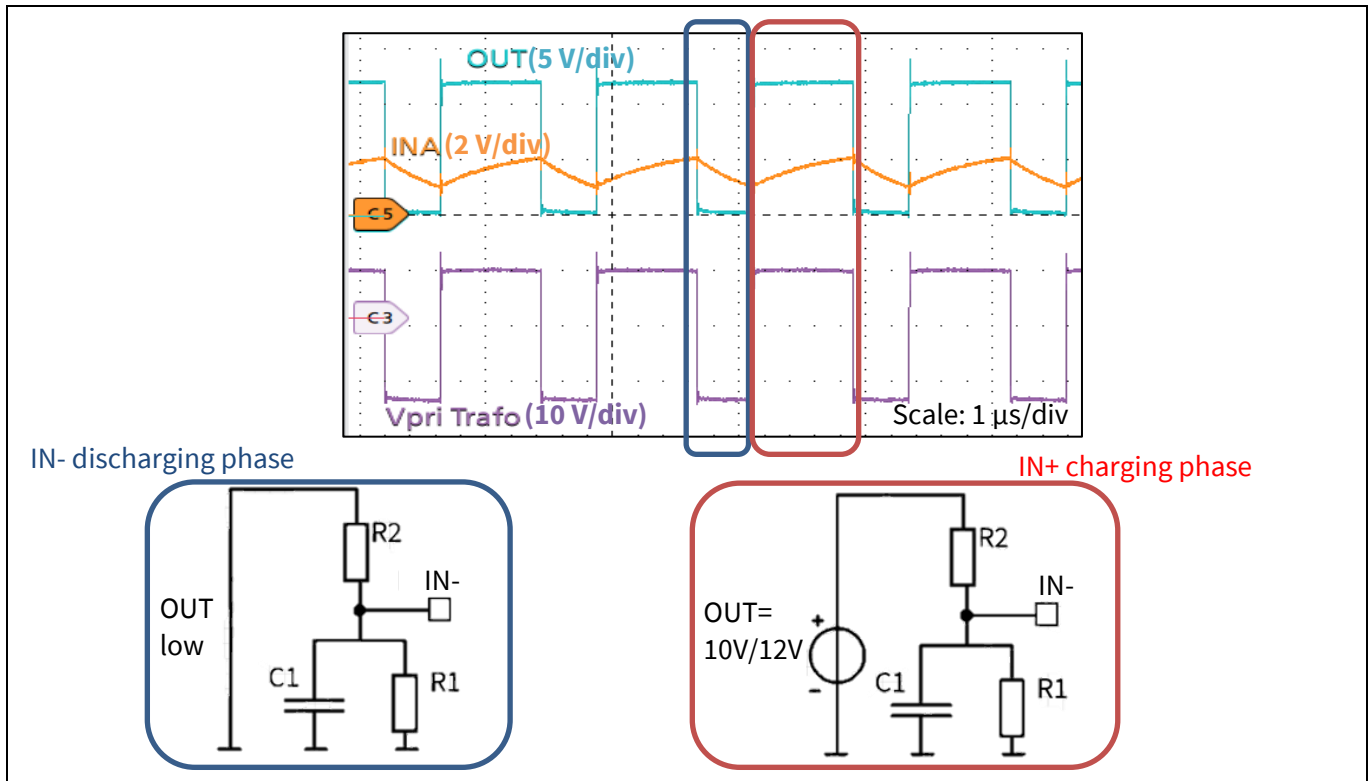 OUT(5 V/div)
INA (2 V/div)
C5
C3
Vpri Trafo (10 V/div)
Scale: 1 µs/div
IN- discharging phase
IN+ charging phase
R2
IN-
OUT
low
C1
R1
R2
IN-
OUT=
10V/12V
+
-
C1
R1